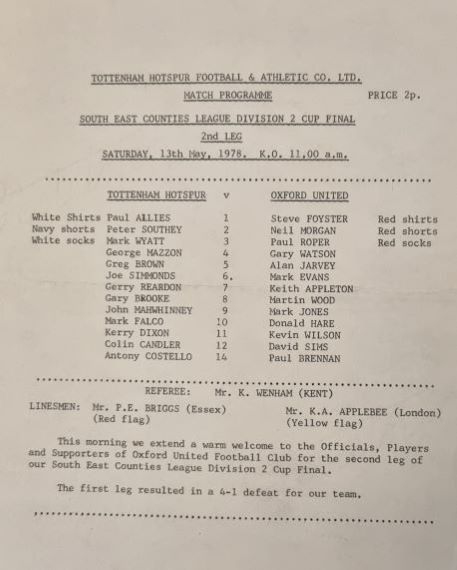 TOTTENHAM HOTSPUR FOOTBALL & ATHLETIC CO. LTD.
MATCH PROGRAMME PRICE 2p.
SOUTH EAST COUNTIES LEAGUE DIVISION 2 CUP FINAL
2nd LEG
SATURDAY, 13th May, 1978. K.O. 11.00 a.m.
TOTTENHAM HOTSPUR v OXFORD UNITED
White Shirts Paul ALLIES 1 Steve FOYSTER Red shirts
Navy shorts Peter SOUTHEY 2 Neil MORGAN Red shorts
White socks Mark WYATT 3 Paul ROPER Red socks
George MAZZON 4 Gary WATSON
Greg BROWN 5 Alan JARVEY
Joe SIMMONDS 6. Mark EVANS
Gerry REARDON 7 Keith APPLETON
Gary BROOKE 8 Martin WOOD
John MAHWHINNEY 9 Mark JONES
Mark FALCO 10 Donald HARE
Kerry DIXON 11 Kevin WILSON
Colin CANDLER 12 David SIMS
Antony COSTELLO 14 Paul BRENNAN
REFEREE: Mr. K. WENHAM (KENT)
LINESMEN: Mr. P.E. BRIGGS (Essex) Mr. K.A. APPLEBEE (London)
(Red flag) (Yellow flag)
This morning we extend a warm welcome to the Officials, Players
and Supporters of Oxford United Football Club for the second leg of
our South East Counties League Division 2 Cup Final.
The first leg resulted in a 4-1 defeat for our team.